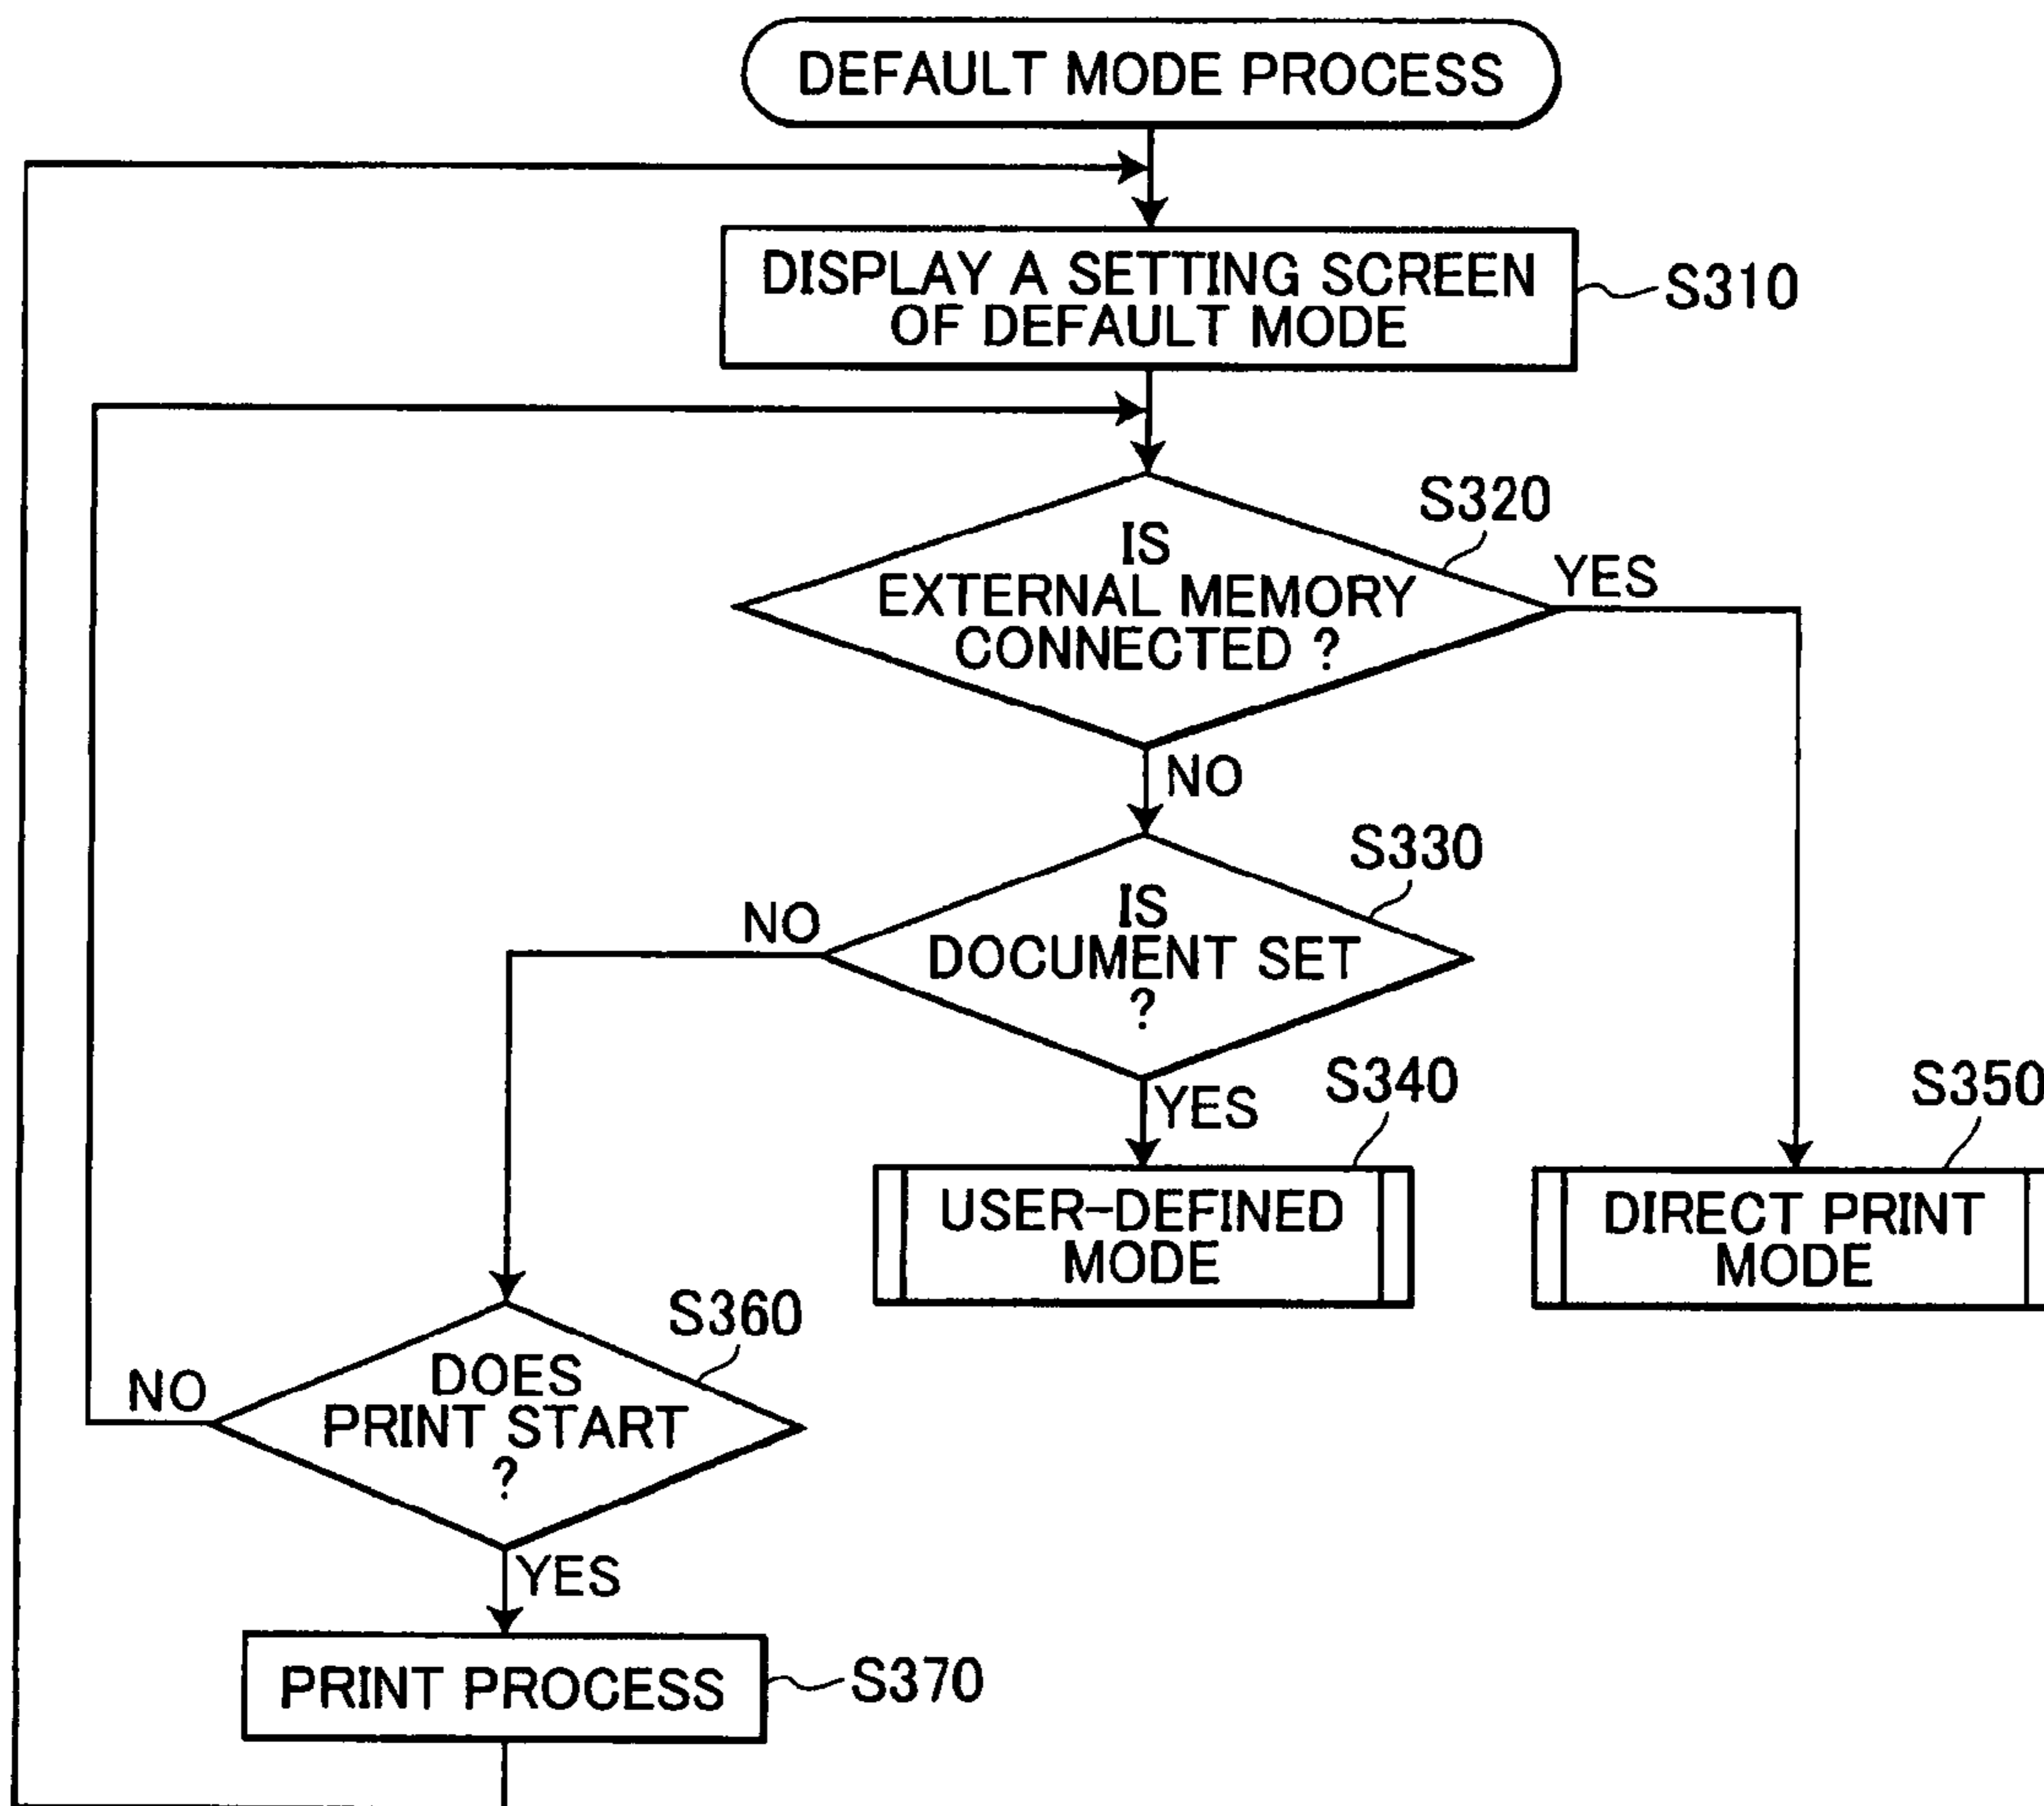 DEFAULT MODE PROCESS
DISPLAY A SETTING SCREEN
OF DEFAULT MODE
S310
S320
IS
EXTERNAL MEMORY
CONNECTED ?
YES
NO
S330
IS
DOCUMENT SET
?
NO
YES
S340
USER-DEFINED
MODE
S350
DIRECT PRINT
MODE
S360
DOES
PRINT START
?
NO
YES
PRINT PROCESS
S370